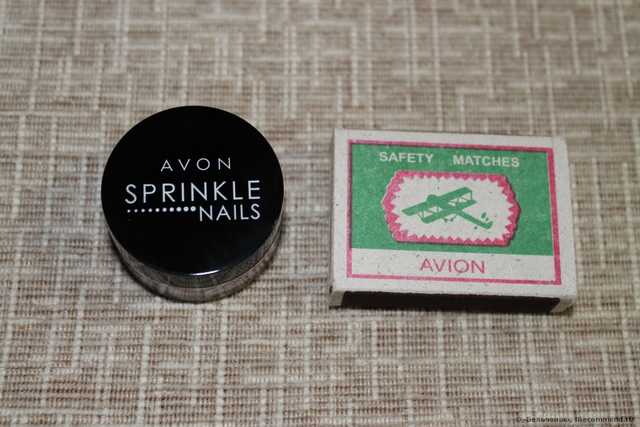 AVON
SPRINKLE
NAILS
SAFETY MATCHES
AVION